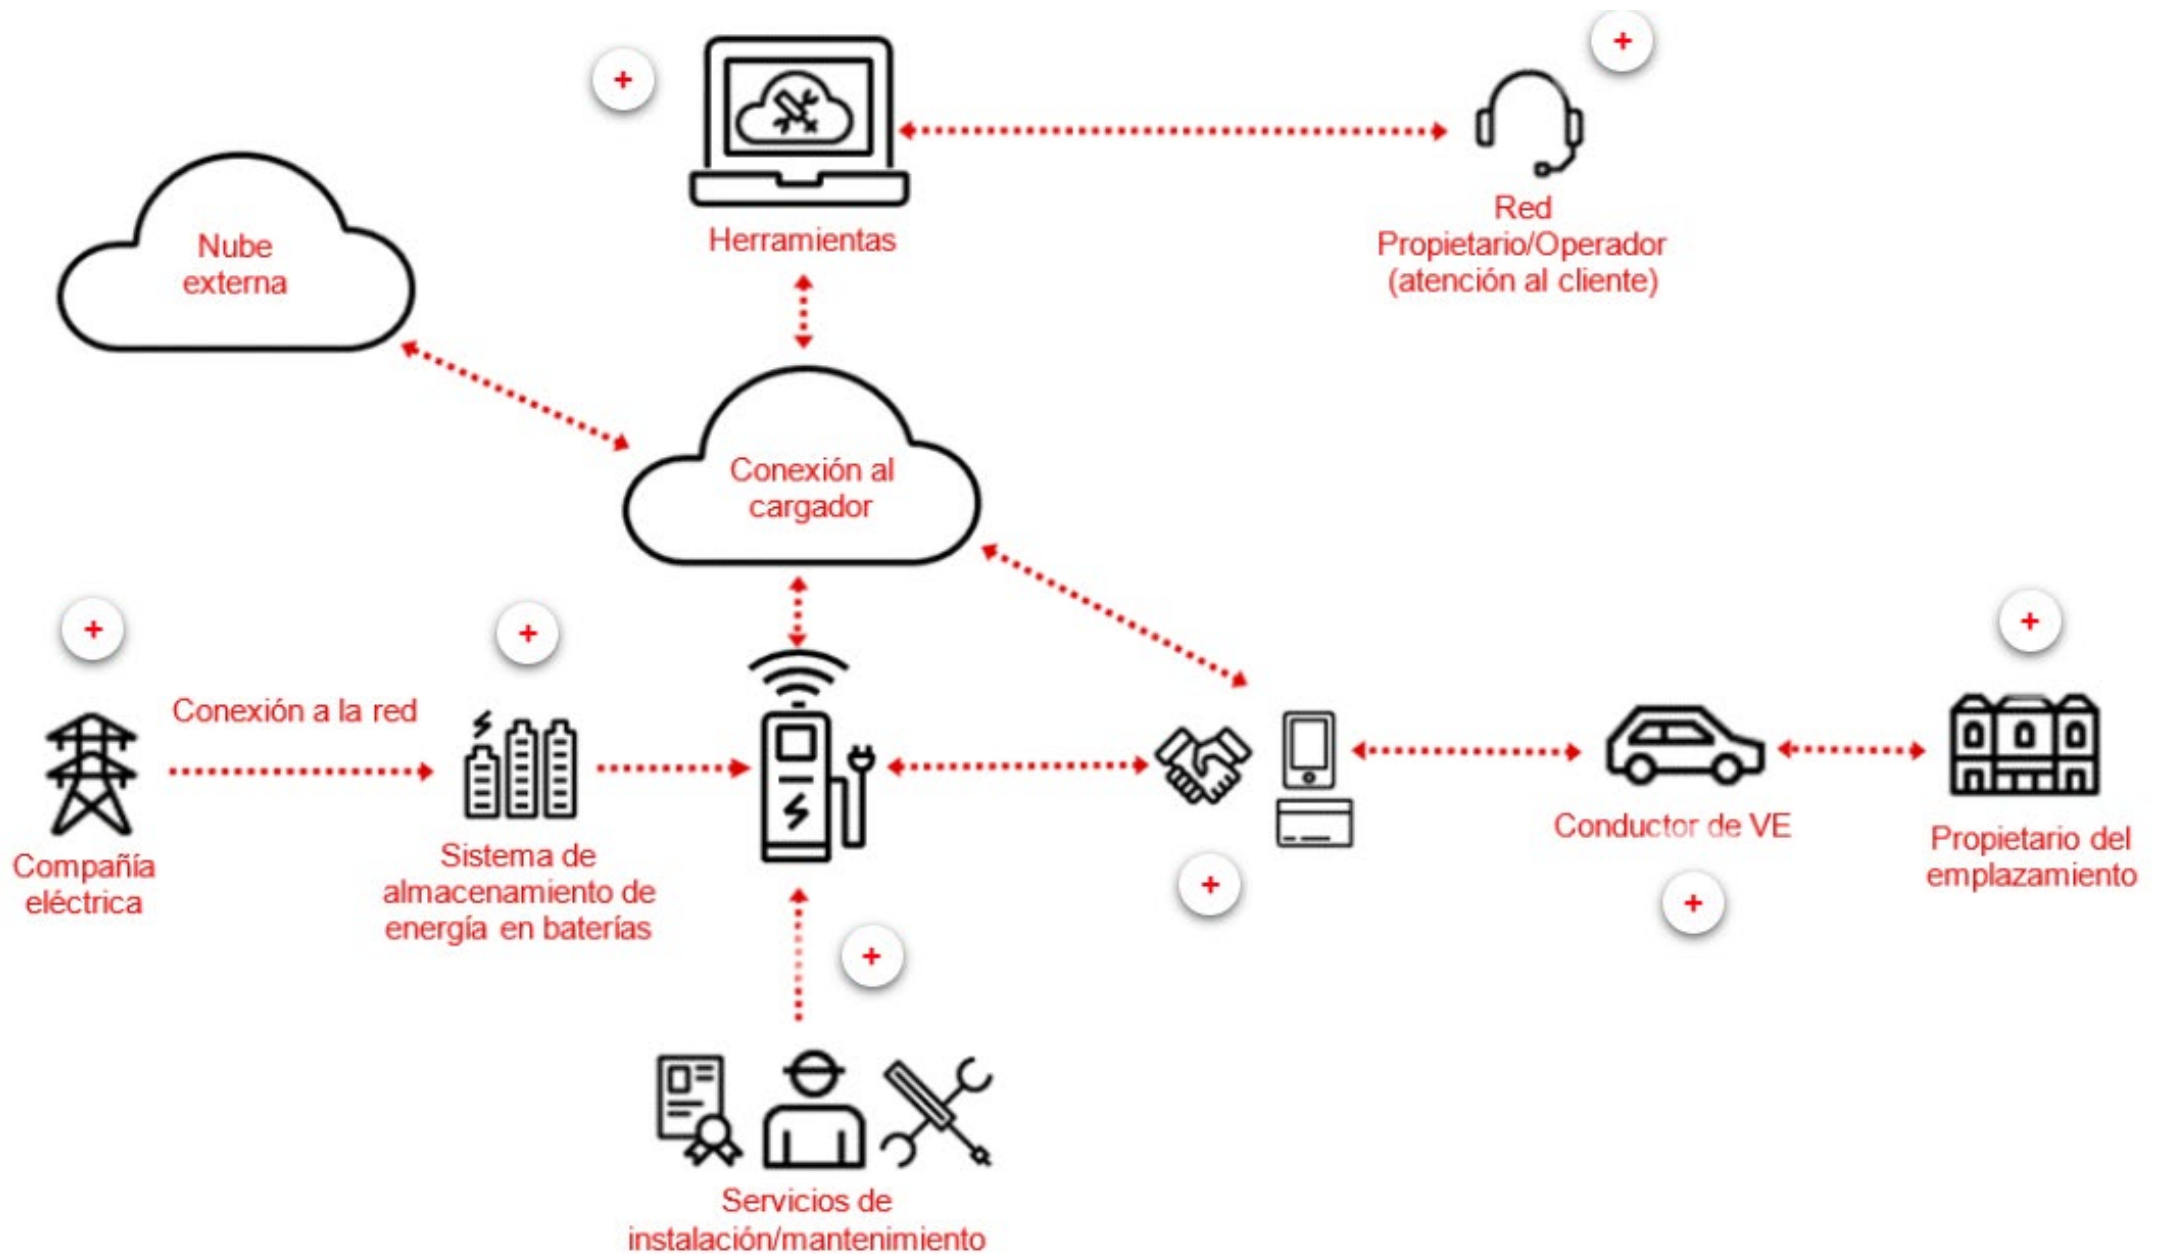 Herramientas
Red
Propietario/Operador
(atención al cliente)
Nube
externa
Conexión al
cargador
Conexión a la red
Compañía
eléctrica
Sistema de
almacenamiento de
energía en baterías
Conductor de VE
Propietario del
emplazamiento
Servicios de
instalación/mantenimiento